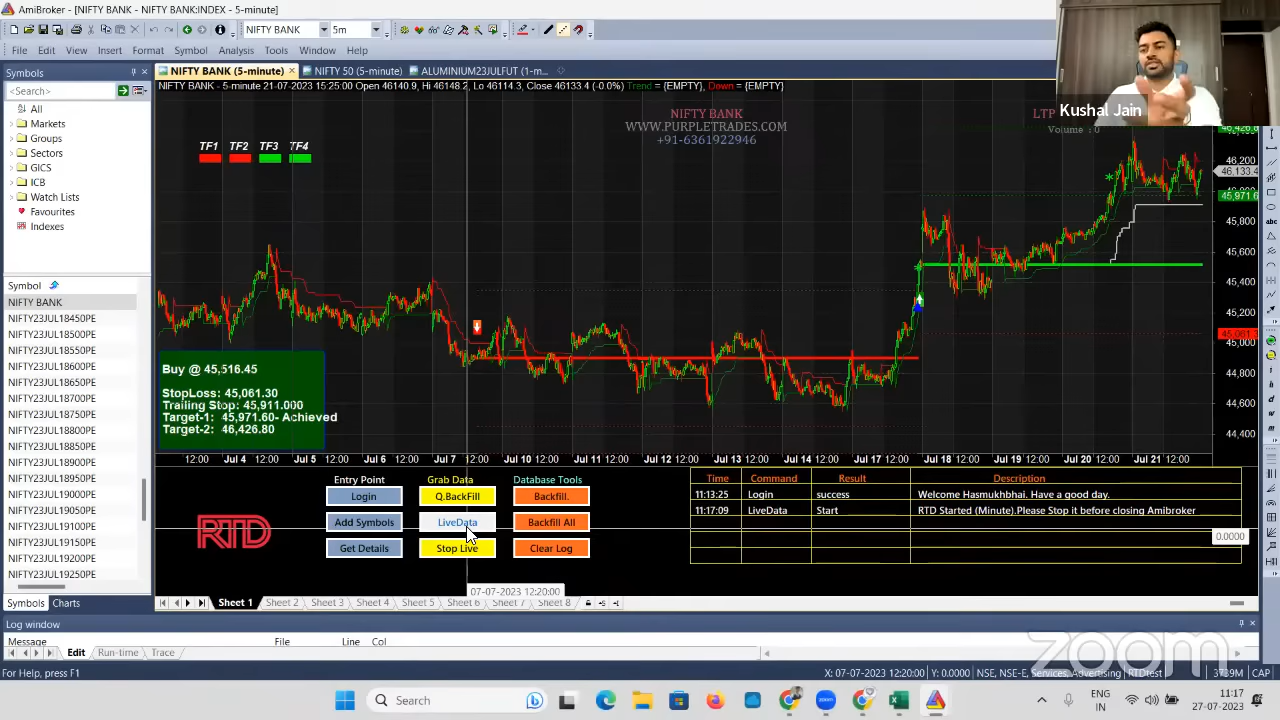 AmiBroker - [NIFTY BANK - NIFTY BANK:INDEX - 5-minute]
NIFTY BANK 5m
File Edit View Insert Format Symbol Analysis Tools Window Help
Kushal Jain
Symbols
<Search>
All
Markets
Groups
Sectors
GICS
ICB
Watch Lists
Favourites
Indexes
NIFTY BANK (5-minute) NIFTY 50 (5-minute) ALUMINIUM23JULFUT (1-m...
NIFTY BANK - 5-minute 21-07-2023 15:25:00 Open 46140.9, Hi 46148.2, Lo 46114.3, Close 46133.4 (-0.0%) Trend = {EMPTY}, Down = {EMPTY}
NIFTY BANK
WWW.PURPLETRADES.COM
+91-6361922946
LTP
Volume : 0
TF1 TF2 TF3 TF4
46,426.8
46,200
46,133.4
45,971.6
45,800
45,600
45,400
45,200
45,061.3
45,000
44,800
44,600
44,400
Symbol
NIFTY BANK
NIFTY23JUL18450PE
NIFTY23JUL18500PE
NIFTY23JUL18550PE
NIFTY23JUL18600PE
NIFTY23JUL18650PE
NIFTY23JUL18700PE
NIFTY23JUL18750PE
NIFTY23JUL18800PE
NIFTY23JUL18850PE
NIFTY23JUL18900PE
NIFTY23JUL18950PE
NIFTY23JUL19000PE
NIFTY23JUL19050PE
NIFTY23JUL19100PE
NIFTY23JUL19150PE
NIFTY23JUL19200PE
NIFTY23JUL19250PE
Buy @ 45,516.45
StopLoss: 45,061.30
Trailing Stop: 45,911.000
Target-1: 45,971.60- Achieved
Target-2: 46,426.80
12:00 Jul 4 12:00 Jul 5 12:00 Jul 6 12:00 Jul 7 12:00 Jul 10 12:00 Jul 11 12:00 Jul 12 12:00 Jul 13 12:00 Jul 14 12:00 Jul 17 12:00 Jul 18 12:00 Jul 19 12:00 Jul 20 12:00 Jul 21 12:00
RTD
Entry Point Grab Data Database Tools
Login Q.BackFill Backfill.
Add Symbols LiveData Backfill All
Get Details Stop Live Clear Log
Time Command Result Description
11:13:25 Login success Welcome Hasmukhbhai. Have a good day.
11:17:09 LiveData Start RTD Started (Minute).Please Stop it before closing Amibroker
0.0000
07-07-2023 12:20:00
Symbols Charts
Sheet 1 Sheet 2 Sheet 3 Sheet 4 Sheet 5 Sheet 6 Sheet 7 Sheet 8
Log window
Message File Line Col
Edit Run-time Trace
zoom
For Help, press F1
X: 07-07-2023 12:20:00 Y: 0.0000 NSE, NSE-E, Services, Advertising RTDtest 3739M CAP
Search
ENG
IN
11:17
27-07-2023